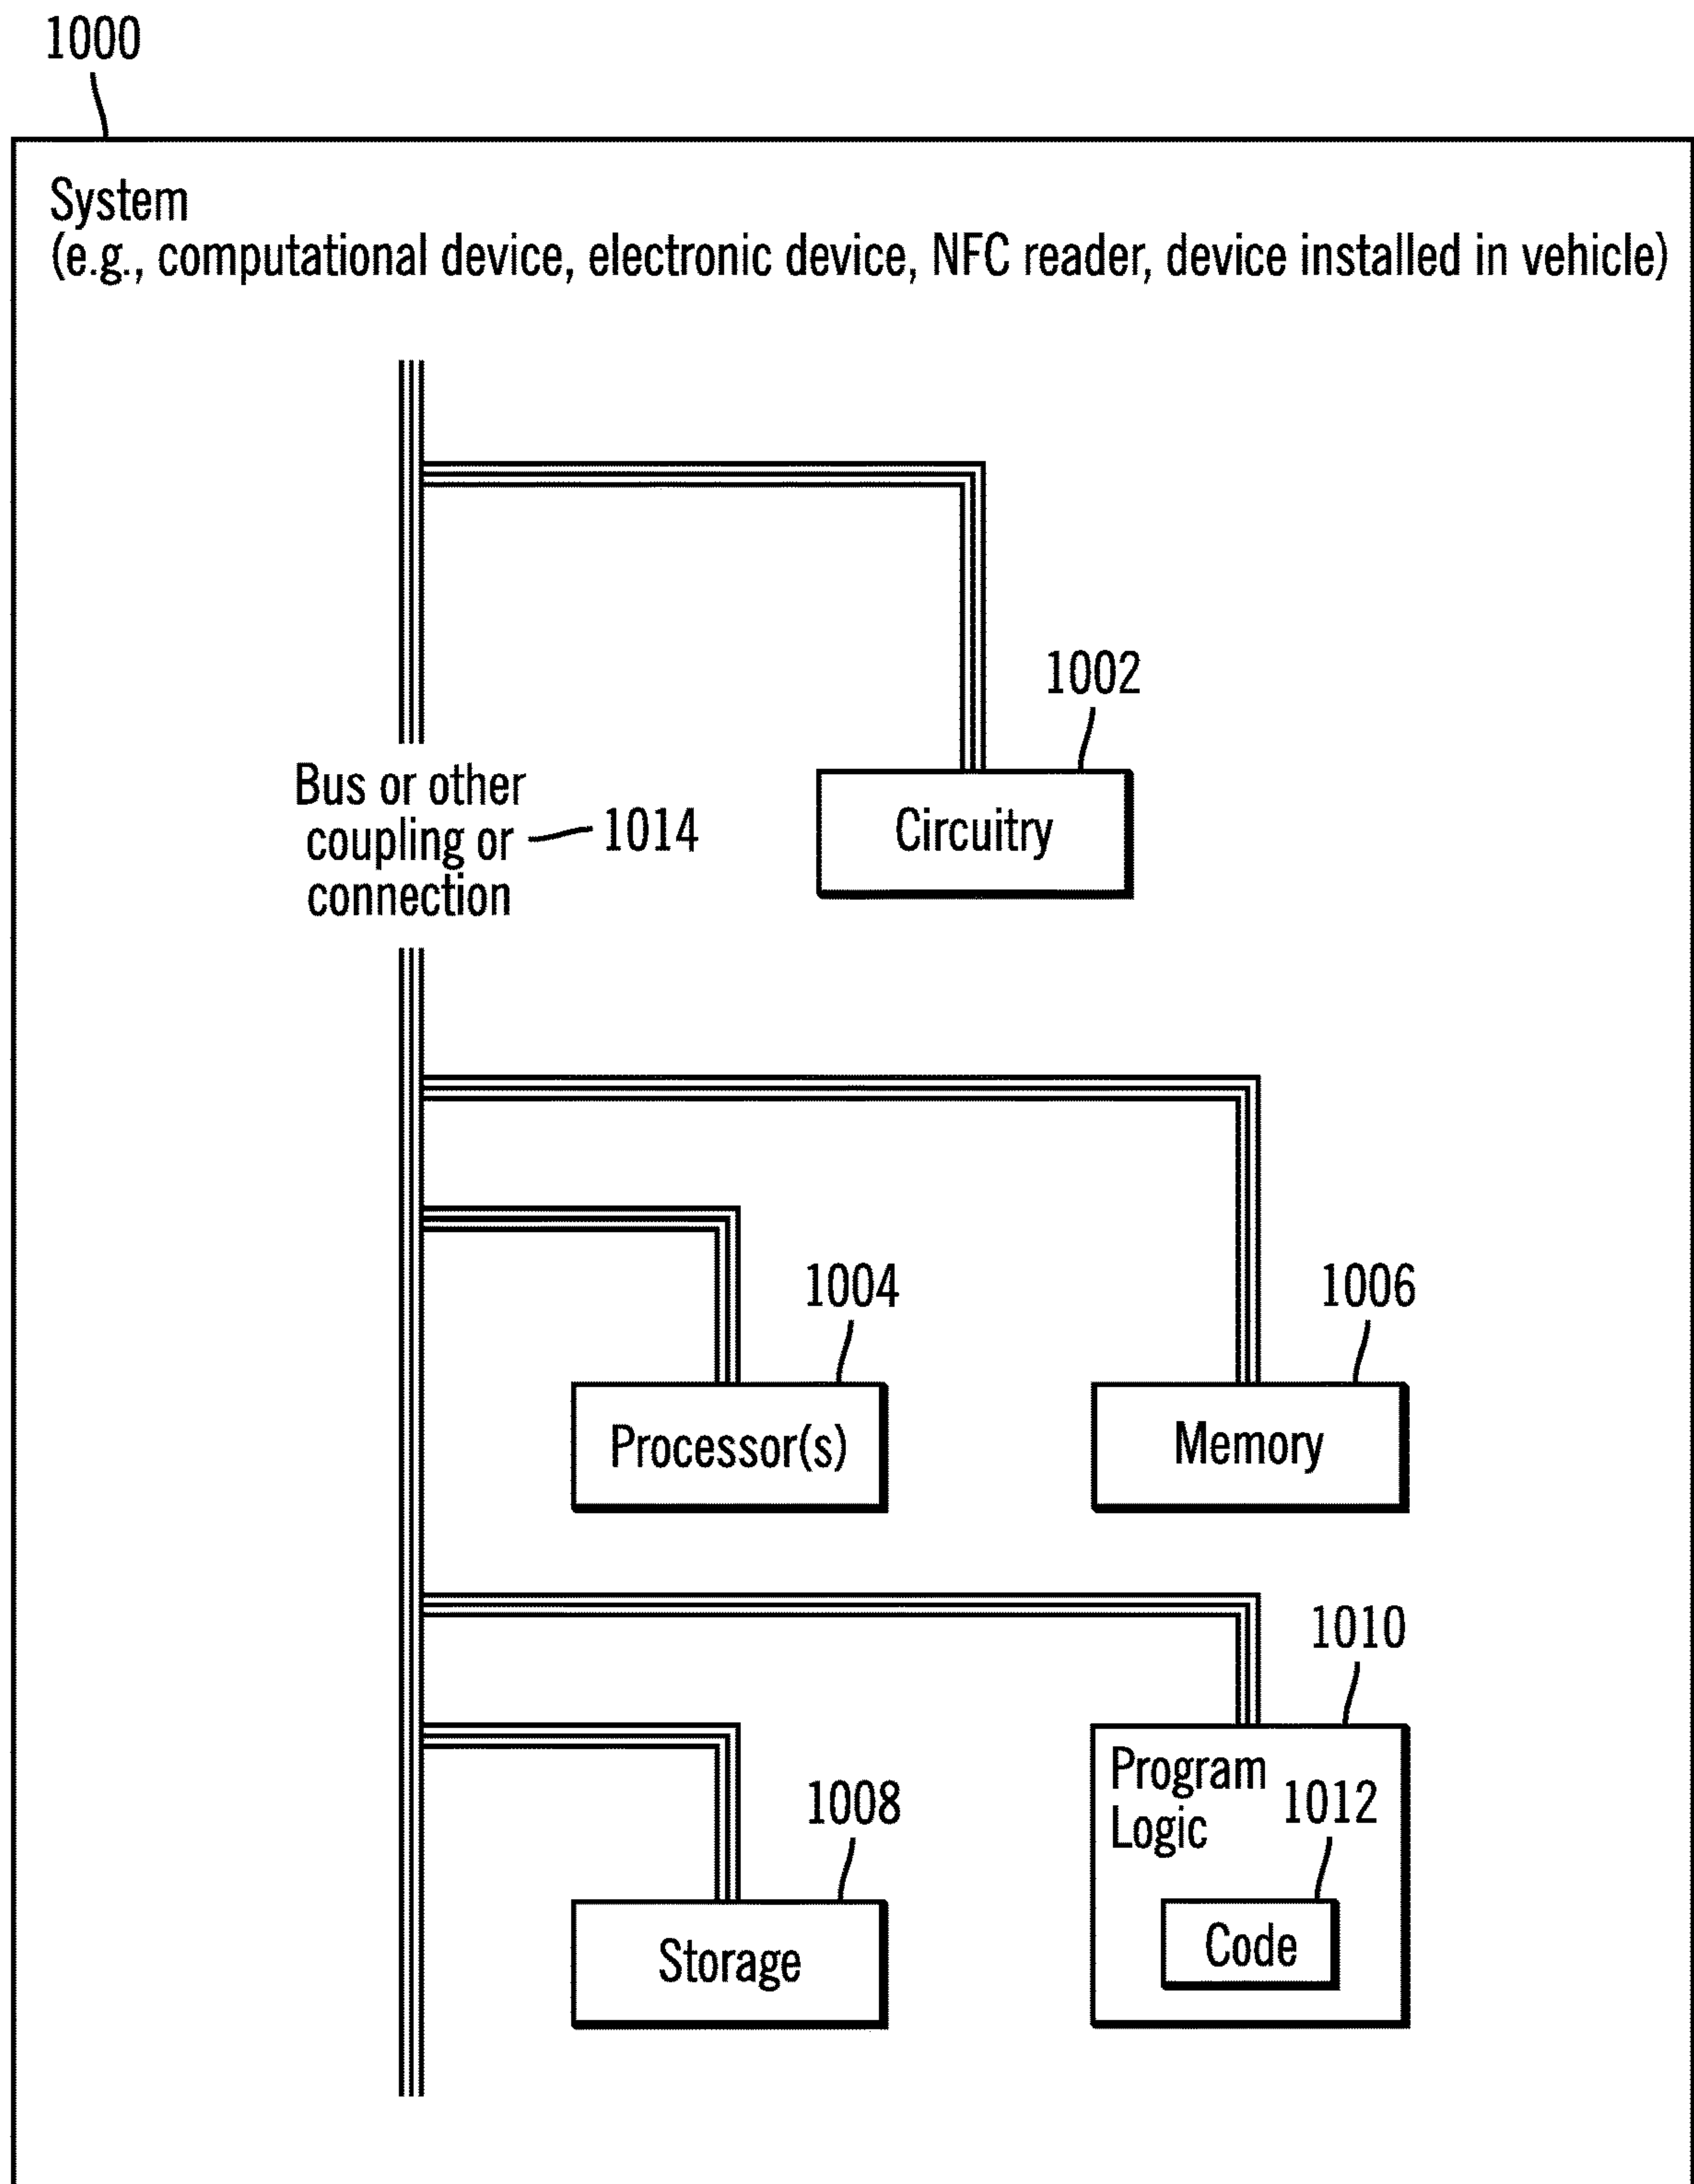 1000
System
(e.g., computational device, electronic device, NFC reader, device installed in vehicle)
1002
Bus or other
coupling or
connection
1014
Circuitry
1004
1006
Processor(s)
Memory
1010
Program
Logic
1012
1008
Code
Storage